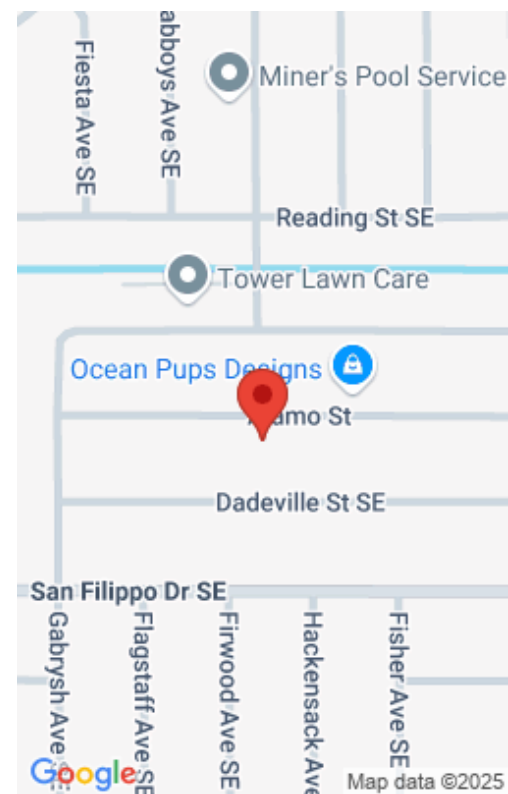 Fiesta Ave SE
abboys Ave SE
Miner's Pool Service
Reading St SE
Tower Lawn Care
Ocean Pups Designs
amo St
Dadeville St SE
San Filippo Dr SE
Gabrysh Ave SE
Flagstaff Ave SE
Firwood Ave SE
Hackensack Ave
Fisher Ave SE
Google
Map data ©2025